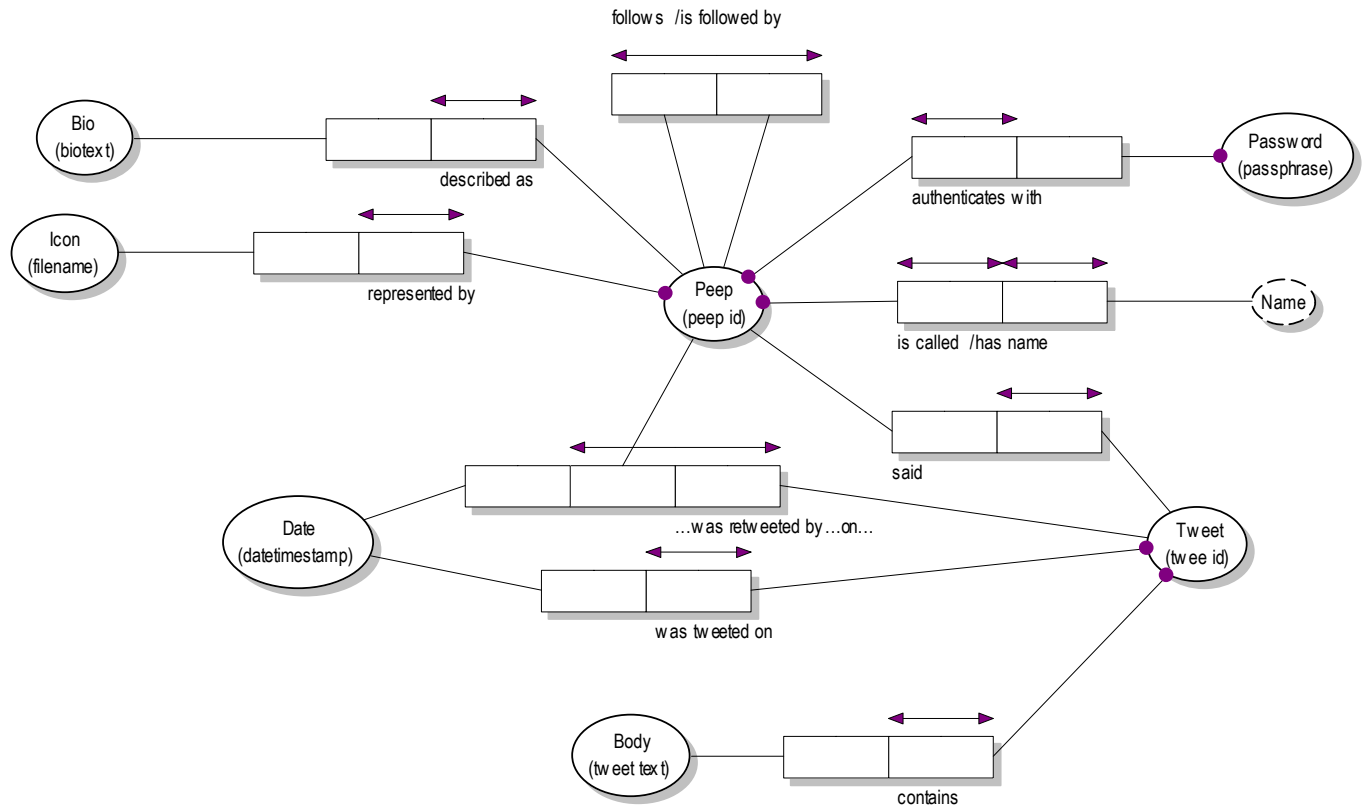 follows /is followed by
Bio
(biotext)
described as
Password
(passphrase)
authenticates with
Icon
(filename)
represented by
Peep
(peep id)
Name
is called /has name
said
...was retweeted by...on...
Date
(datetimestamp)
Tweet
(twee id)
was tweeted on
Body
(tweet text)
contains